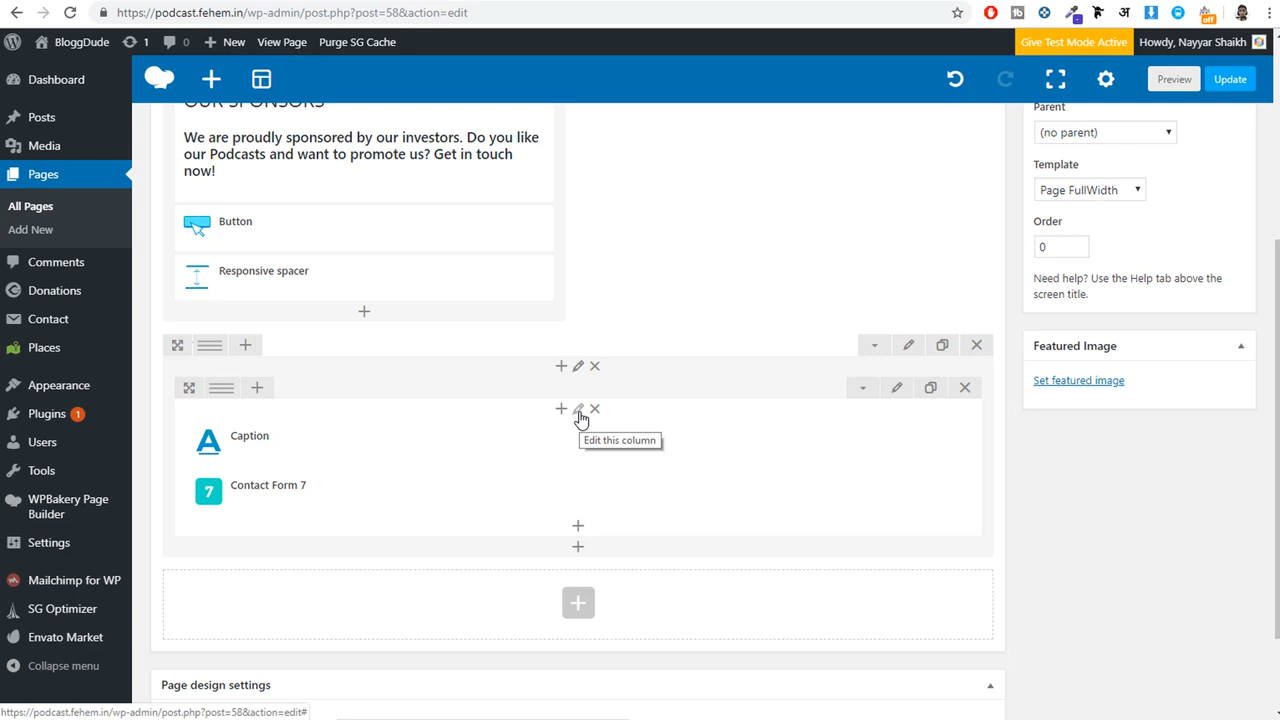 https://podcast.fehem.in/wp-admin/post.php?post=58&action=edit
off
BloggDude
1
0
New
View Page
Purge SG Cache
Give Test Mode Active
Howdy, Nayyar Shaikh
Dashboard
Posts
Media
Pages
All Pages
Add New
Comments
Donations
Contact
Places
Appearance
Plugins 1
Users
Tools
WPBakery Page
Builder
Settings
Mailchimp for WP
SG Optimizer
Envato Market
Collapse menu
Preview
Update
OUR SPONSORS
We are proudly sponsored by our investors. Do you like
our Podcasts and want to promote us? Get in touch
now!
Button
Responsive spacer
A
Caption
Edit this column
7
Contact Form 7
Page design settings
Parent
(no parent)
Template
Page FullWidth
Order
0
Need help? Use the Help tab above the
screen title.
Featured Image
Set featured image
https://podcast.fehem.in/wp-admin/post.php?post=58&action=edit#